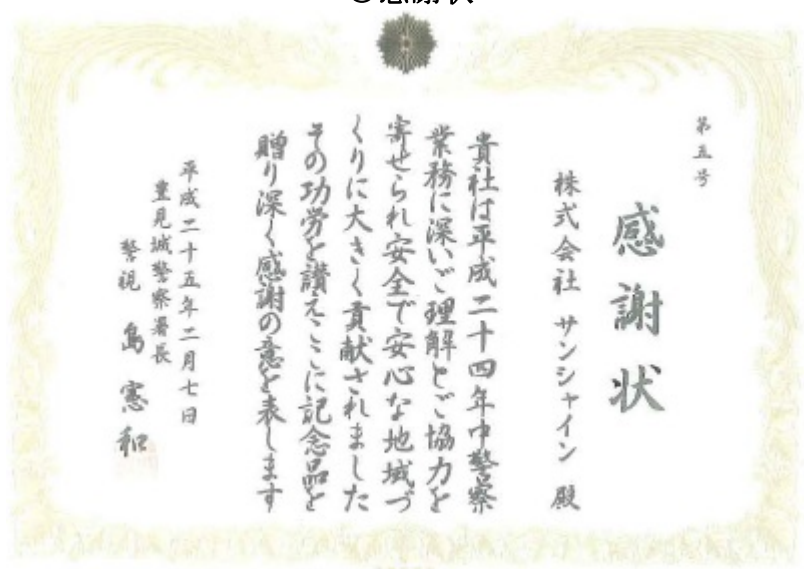 感謝状
第五号
感謝状
株式会社 サンシャイン 殿
貴社は平成二十四年中警察
業務に深いご理解とご協力を
寄せられ安全で安心な地域づ
くりに大きく貢献されました
その功労を讃えここに記念品を
贈り深く感謝の意を表します
平成二十五年二月七日
豊見城警察署長
警視 島 憲和